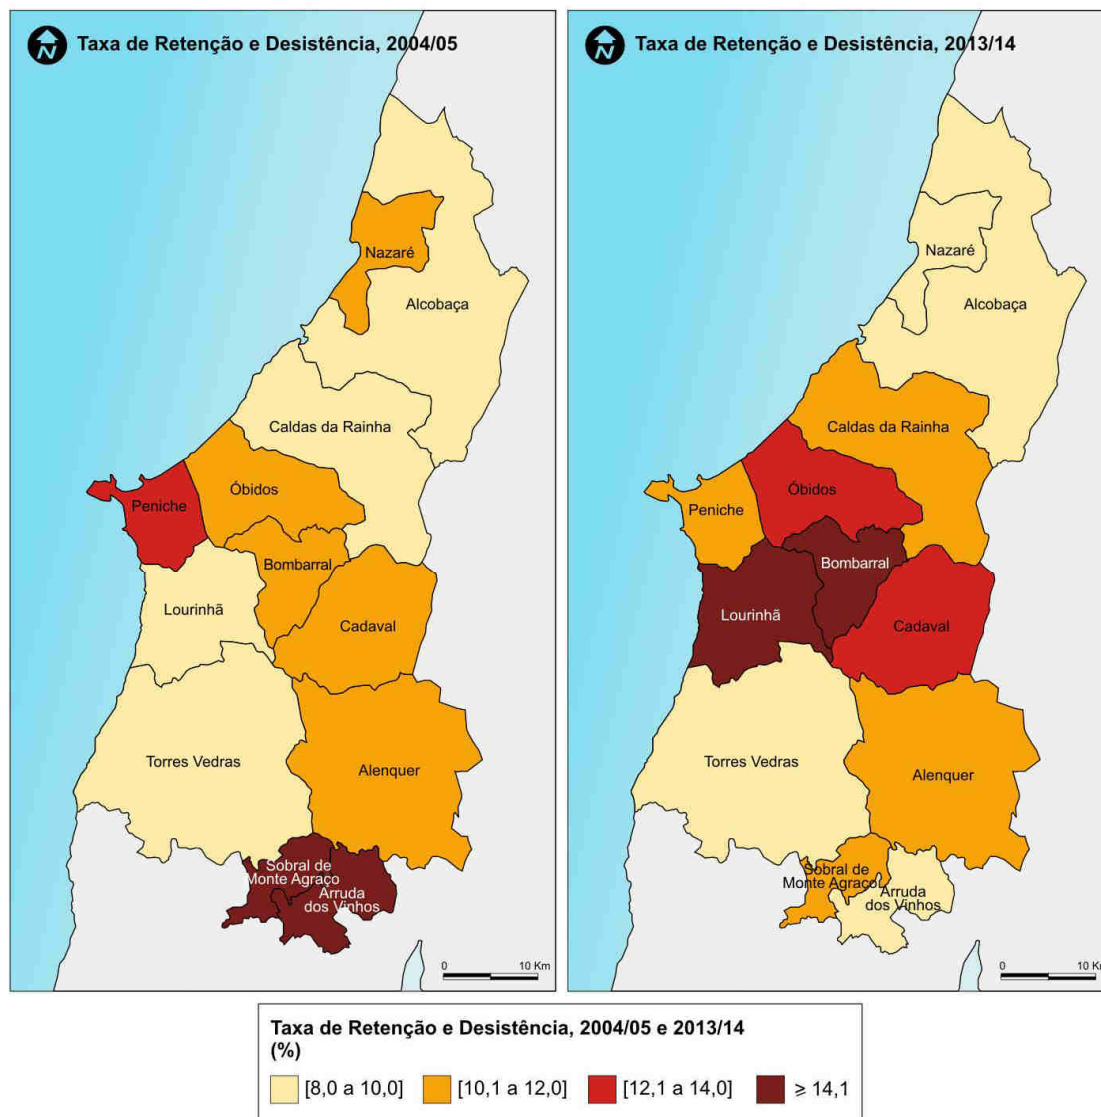 N Taxa de Retenção e Desistência, 2004/05
Nazaré
Alcobaça
Caldas da Rainha
Óbidos
Peniche
Bombarral
Lourinhã
Cadaval
Torres Vedras
Alenquer
Sobral de
Monte Agraço
Arruda
dos Vinhos
0 10 Km
N Taxa de Retenção e Desistência, 2013/14
Nazaré
Alcobaça
Caldas da Rainha
Óbidos
Peniche
Bombarral
Lourinhã
Cadaval
Torres Vedras
Alenquer
Sobral de
Monte Agraço
Arruda
dos Vinhos
0 10 Km
Taxa de Retenção e Desistência, 2004/05 e 2013/14
(%)
[8,0 a 10,0] [10,1 a 12,0] [12,1 a 14,0] ≥ 14,1